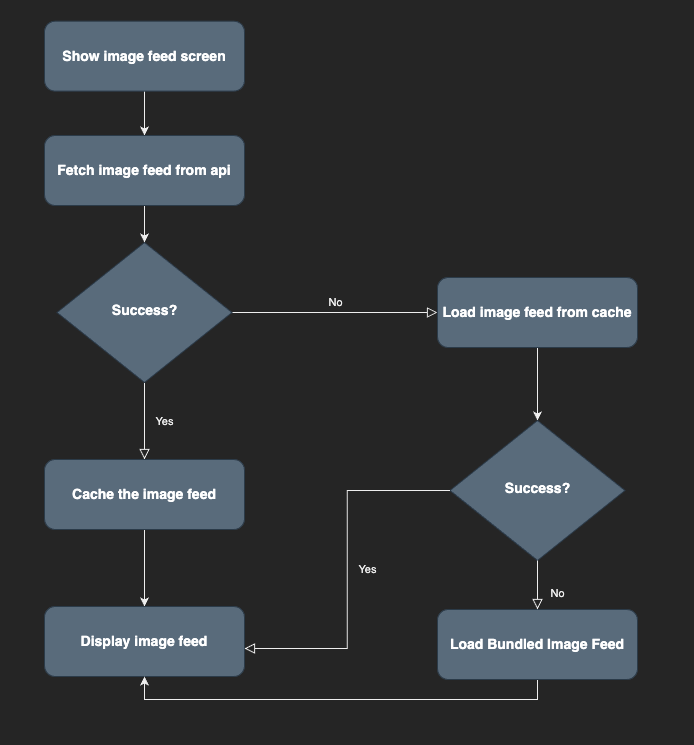 Show image feed screen
Fetch image feed from api
Success?
No
Load image feed from cache
Yes
Cache the image feed
Success?
Yes
No
Display image feed
Load Bundled Image Feed